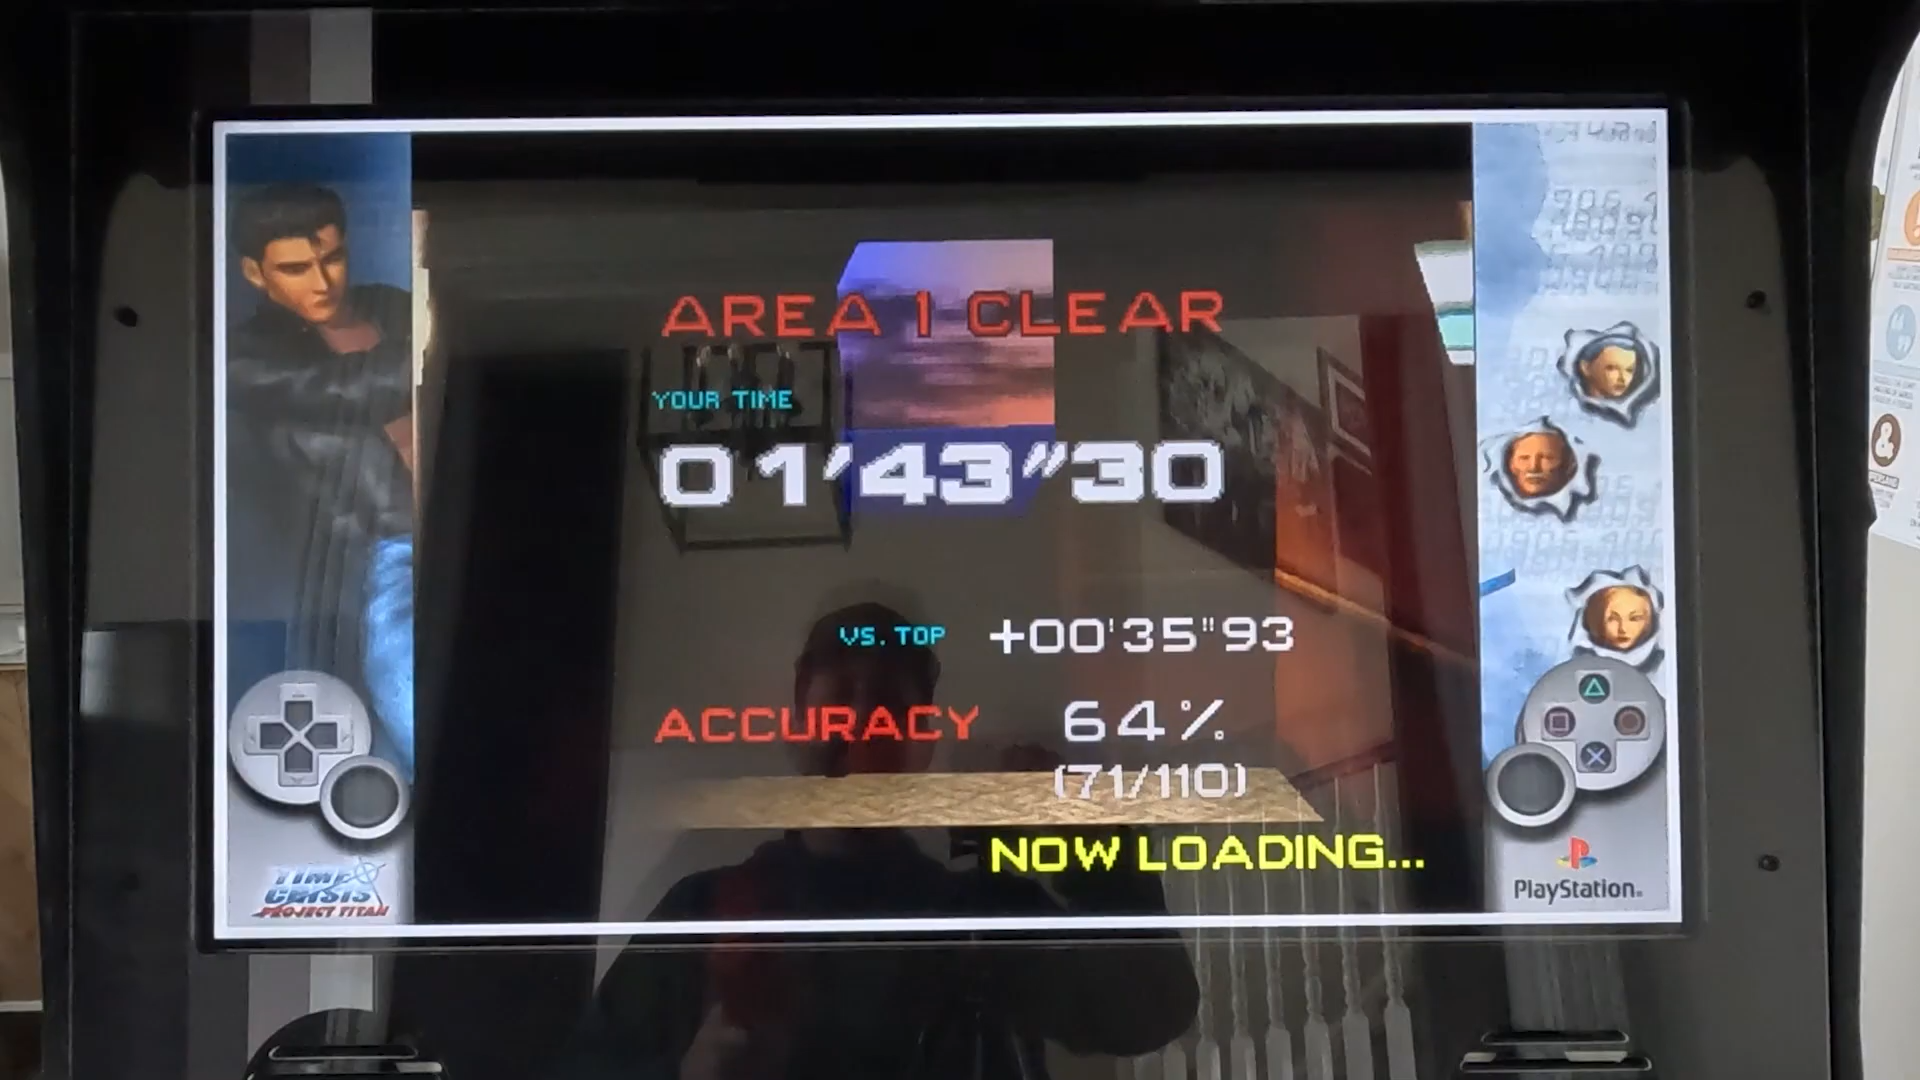 AREA 1 CLEAR
YOUR TIME
01'43"30
VS. TOP +00'35"93
ACCURACY 64%
(71/110)
NOW LOADING...
TIME
CRISIS
PROJECT TITAN
PlayStation
&